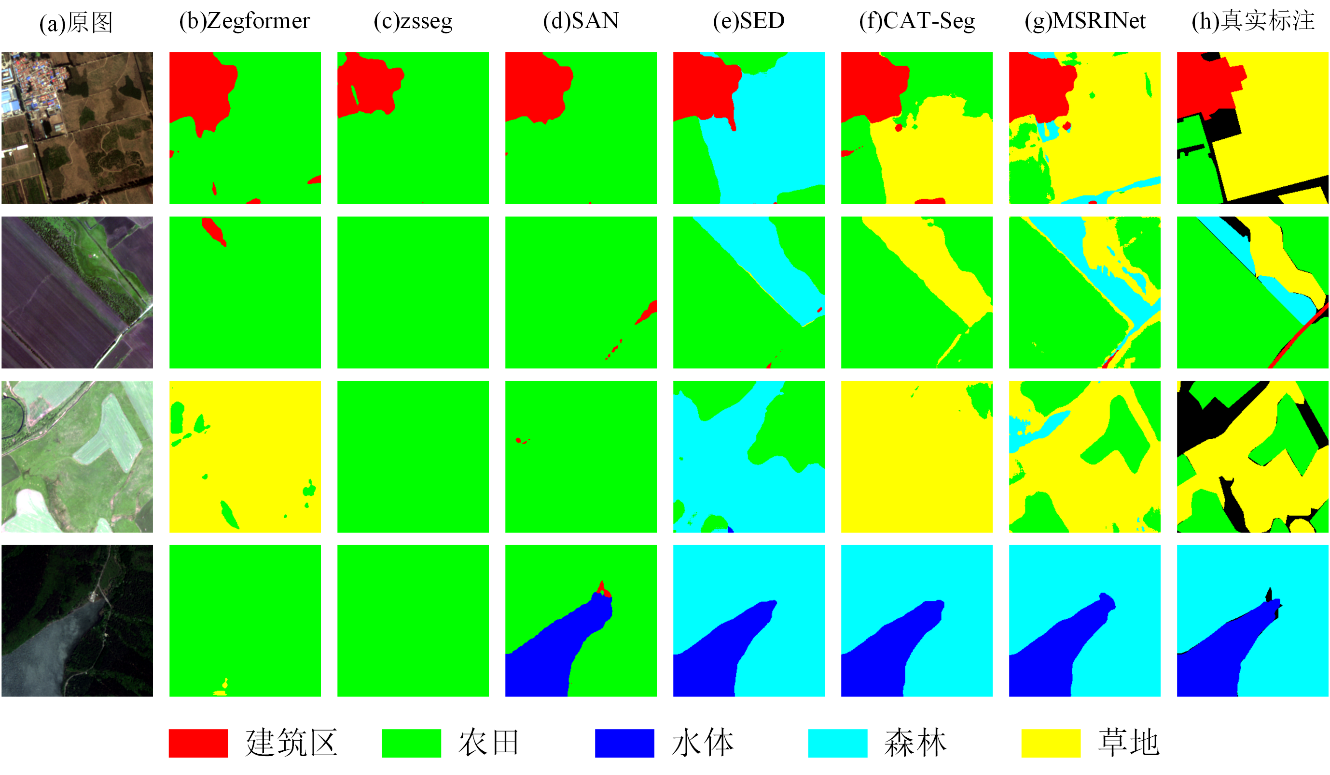 (a)原图 (b)Zegformer (c)zsseg (d)SAN (e)SED (f)CAT-Seg (g)MSRINet (h)真实标注
建筑区 农田 水体 森林 草地